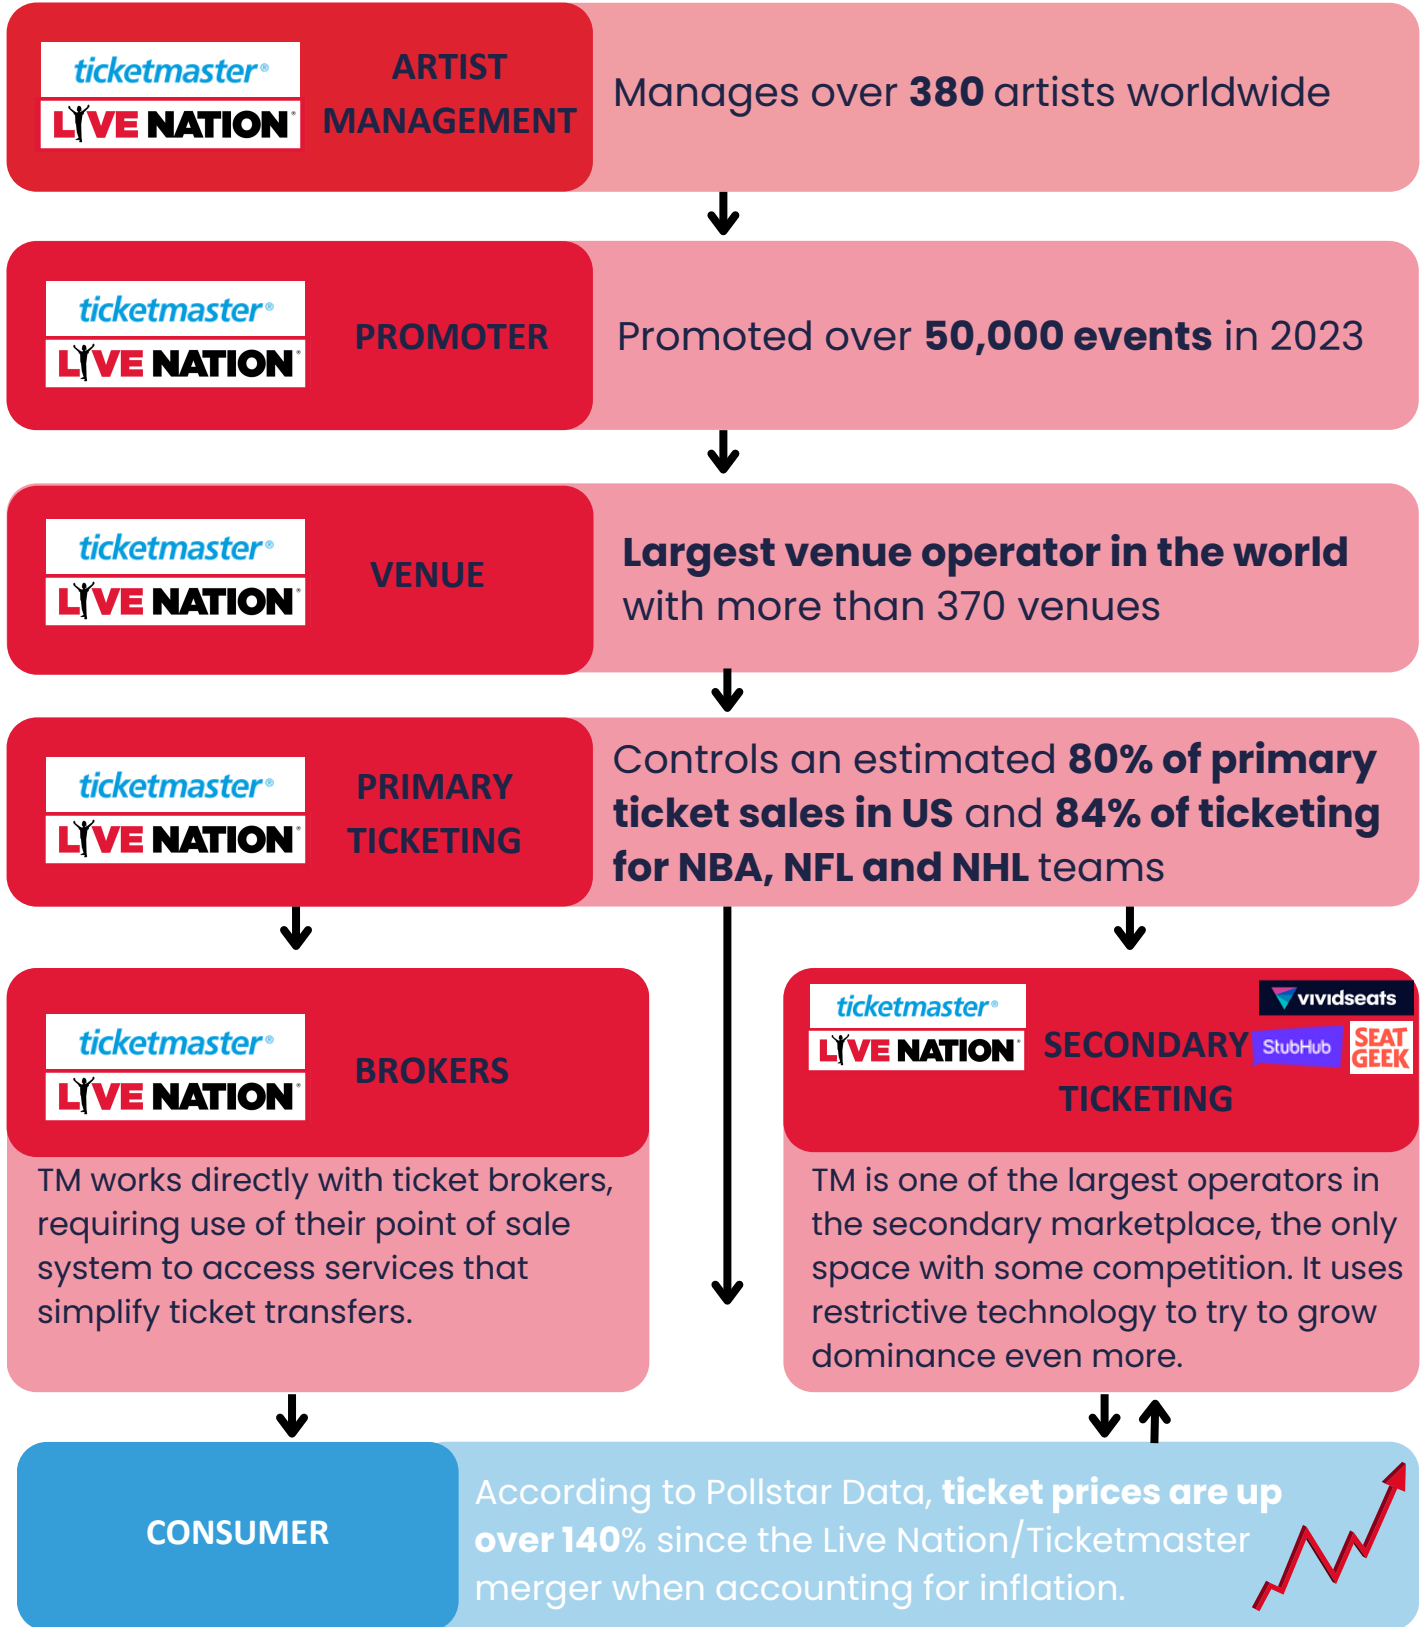 ticketmaster®
LIVE NATION®
ARTIST
MANAGEMENT
Manages over 380 artists worldwide
ticketmaster®
LIVE NATION®
PROMOTER
Promoted over 50,000 events in 2023
ticketmaster®
LIVE NATION®
VENUE
Largest venue operator in the world
with more than 370 venues
ticketmaster®
LIVE NATION®
PRIMARY
TICKETING
Controls an estimated 80% of primary
ticket sales in US and 84% of ticketing
for NBA, NFL and NHL teams
ticketmaster®
LIVE NATION®
BROKERS
TM works directly with ticket brokers,
requiring use of their point of sale
system to access services that
simplify ticket transfers.
ticketmaster®
LIVE NATION®
SECONDARY
TICKETING
vividseats
StubHub
SEAT
GEEK
TM is one of the largest operators in
the secondary marketplace, the only
space with some competition. It uses
restrictive technology to try to grow
dominance even more.
CONSUMER
According to Pollstar Data, ticket prices are up
over 140% since the Live Nation/Ticketmaster
merger when accounting for inflation.